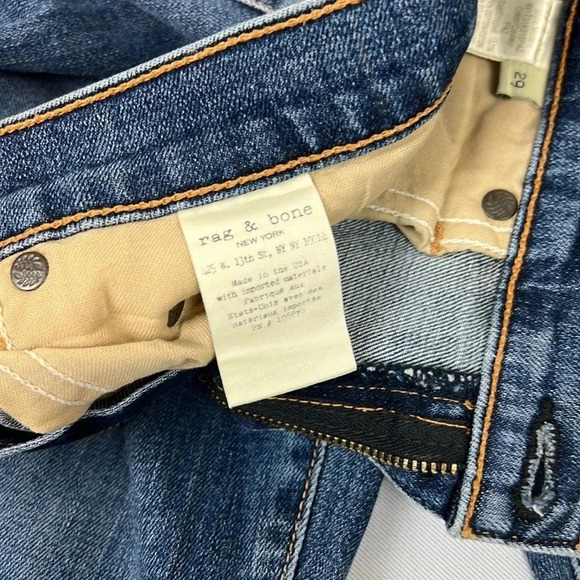 rag & bone
NEW YORK
425 W. 13th St, NY NY 10014
Made in the USA
with imported materials
Fabriqué Aux
États-Unis avec des
matériaux importés
RN #
29